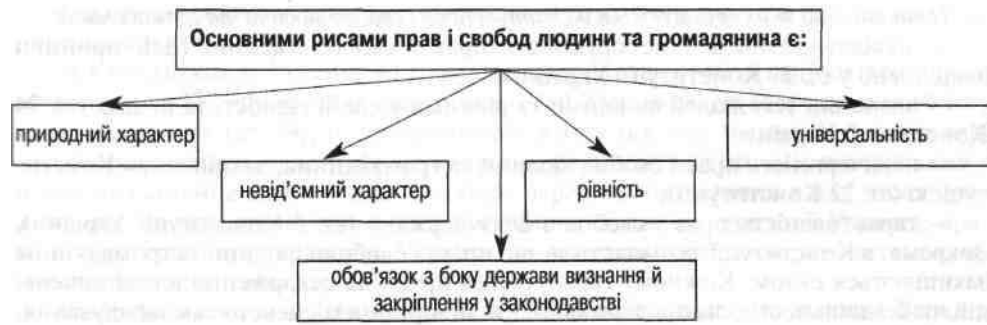 Основними рисами прав і свобод людини та громадянина є:
природний характер
універсальність
невід’ємний характер
рівність
обов’язок з боку держави визнання й
закріплення у законодавстві